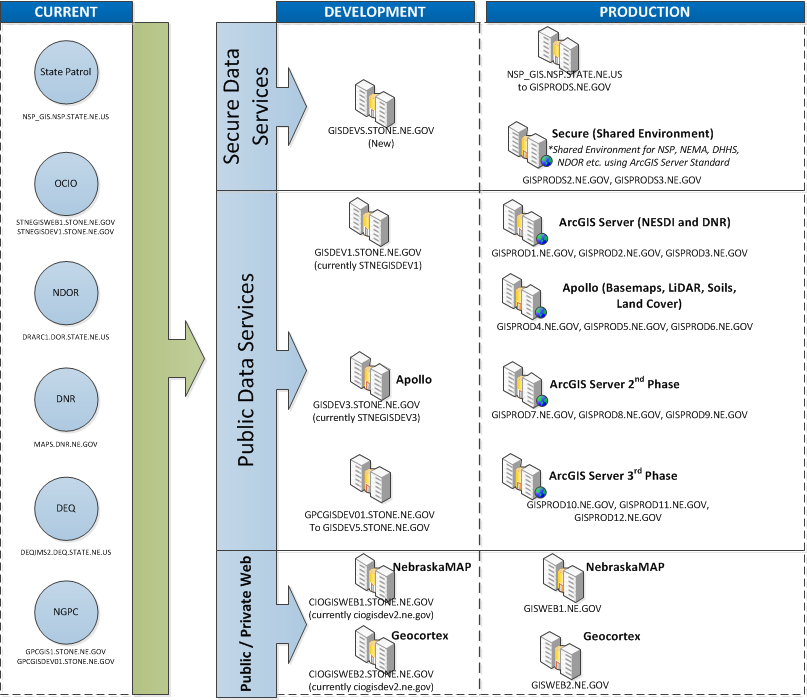 CURRENT
State Patrol
NSP_GIS.NSP.STATE.NE.US
OCIO
STNEGISWEB1.STONE.NE.GOV
STNEGISDEV1.STONE.NE.GOV
NDOR
DRARC1.DOR.STATE.NE.US
DNR
MAPS.DNR.NE.GOV
DEQ
DEQIMS2.DEQ.STATE.NE.US
NGPC
GPCGIS1.STONE.NE.GOV
GPCGISDEV01.STONE.NE.GOV
DEVELOPMENT
PRODUCTION
Secure Data
Services
GISDEVS.STONE.NE.GOV
(New)
NSP_GIS.NSP.STATE.NE.US
to GISPRODS.NE.GOV
Secure (Shared Environment)
*Shared Environment for NSP, NEMA, DHHS,
NDOR etc. using ArcGIS Server Standard
GISPRODS2.NE.GOV, GISPRODS3.NE.GOV
Public Data Services
GISDEV1.STONE.NE.GOV
(currently STNEGISDEV1)
Apollo
GISDEV3.STONE.NE.GOV
(currently STNEGISDEV3)
GPCGISDEV01.STONE.NE.GOV
To GISDEV5.STONE.NE.GOV
ArcGIS Server (NESDI and DNR)
GISPROD1.NE.GOV, GISPROD2.NE.GOV, GISPROD3.NE.GOV
Apollo (Basemaps, LiDAR, Soils,
Land Cover)
GISPROD4.NE.GOV, GISPROD5.NE.GOV, GISPROD6.NE.GOV
ArcGIS Server 2nd Phase
GISPROD7.NE.GOV, GISPROD8.NE.GOV, GISPROD9.NE.GOV
ArcGIS Server 3rd Phase
GISPROD10.NE.GOV, GISPROD11.NE.GOV,
GISPROD12.NE.GOV
Public / Private Web
NebraskaMAP
CIOGISWEB1.STONE.NE.GOV
(currently ciogisdev2.ne.gov)
Geocortex
CIOGISWEB2.STONE.NE.GOV
(currently ciogisdev2.ne.gov)
NebraskaMAP
GISWEB1.NE.GOV
Geocortex
GISWEB2.NE.GOV